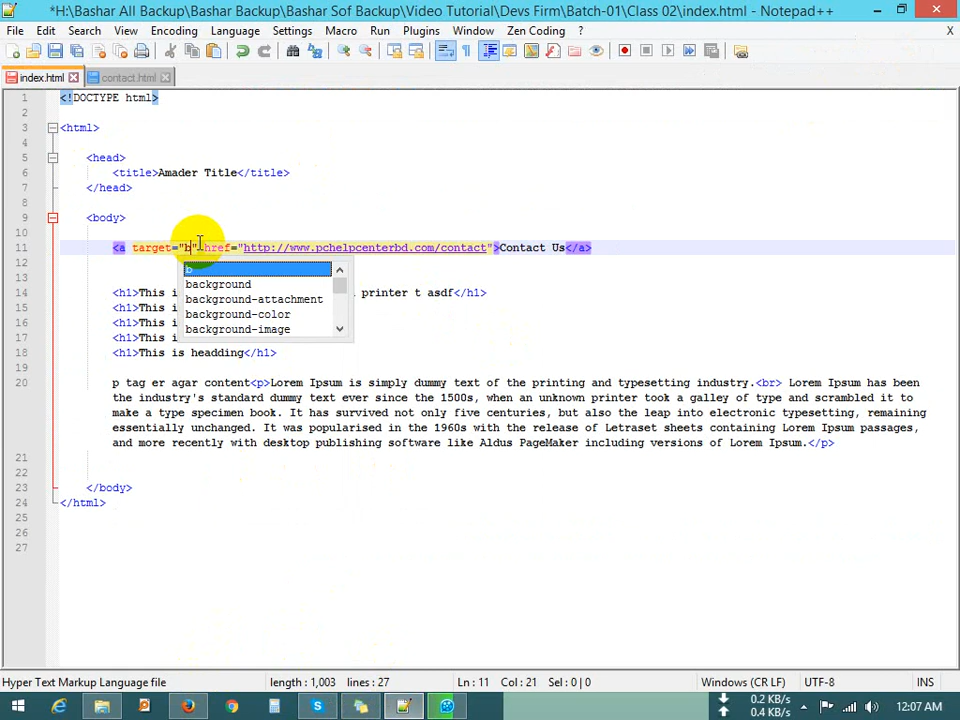 *H:\Bashar All Backup\Bashar Backup\Bashar Sof Backup\Video Tutorial\Devs Firm\Batch-01\Class 02\index.html - Notepad++
File Edit Search View Encoding Language Settings Macro Run Plugins Window Zen Coding ? X
index.html contact.html
1 <!DOCTYPE html>
2
3 <html>
4
5 <head>
6 <title>Amader Title</title>
7 </head>
8
9 <body>
10
11 <a target="b" href="http://www.pchelpcenterbd.com/contact">Contact Us</a>
b
background
background-attachment
background-color
background-image
14 <h1>This i printer t asdf</h1>
15 <h1>This i
16 <h1>This i
17 <h1>This i
18 <h1>This is headding</h1>
19
20 p tag er agar content<p>Lorem Ipsum is simply dummy text of the printing and typesetting industry.<br> Lorem Ipsum has been
the industry's standard dummy text ever since the 1500s, when an unknown printer took a galley of type and scrambled it to
make a type specimen book. It has survived not only five centuries, but also the leap into electronic typesetting, remaining
essentially unchanged. It was popularised in the 1960s with the release of Letraset sheets containing Lorem Ipsum passages,
and more recently with desktop publishing software like Aldus PageMaker including versions of Lorem Ipsum.</p>
21
22
23 </body>
24 </html>
25
26
27
Hyper Text Markup Language file length : 1,003 lines : 27 Ln : 11 Col : 21 Sel : 0 | 0 Windows (CR LF) UTF-8 INS
0.2 KB/s
0.4 KB/s
12:07 AM